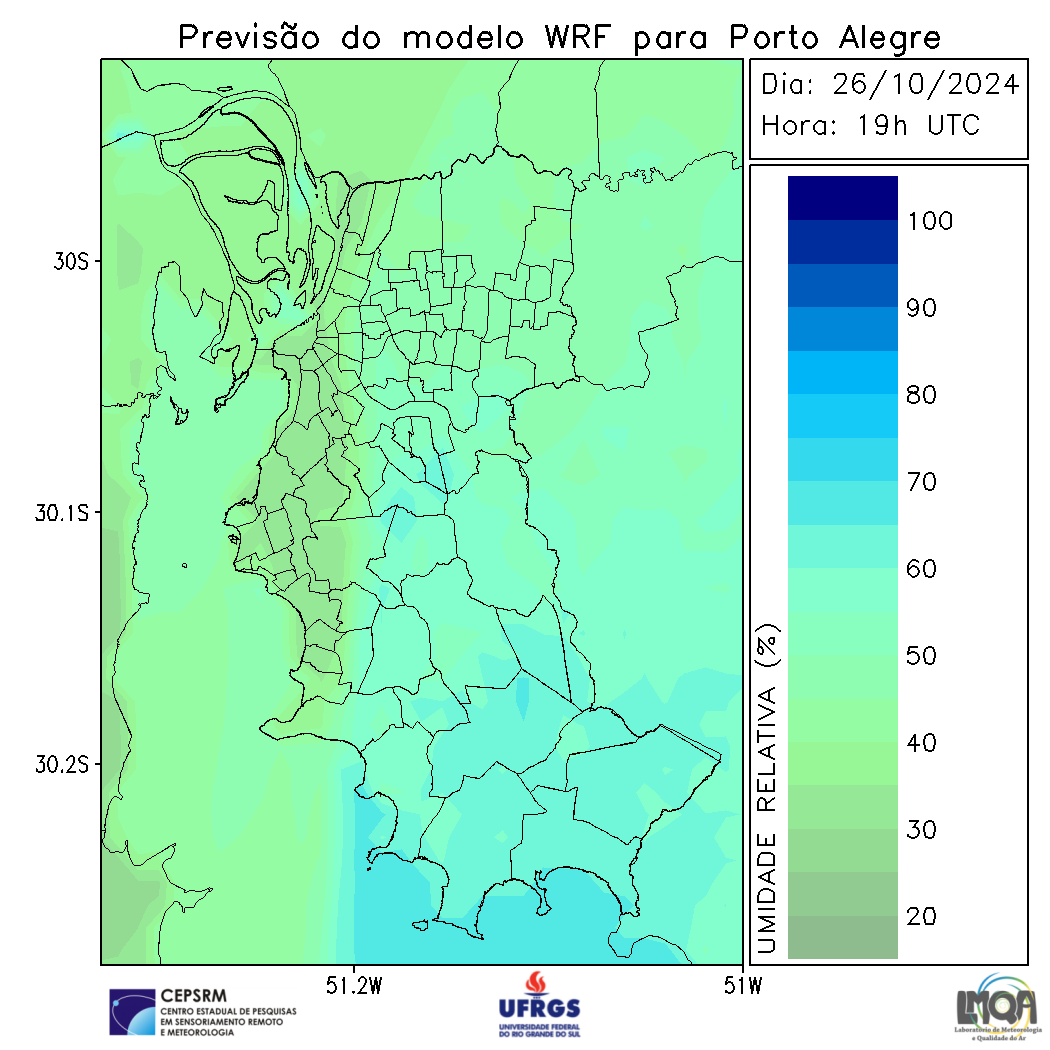 Previsão do modelo WRF para Porto Alegre
Dia: 26/10/2024
Hora: 19h UTC
30S
30.1S
30.2S
51.2W
51W
100
90
80
70
60
50
40
30
20
UMIDADE RELATIVA (%)
CEPSRM
CENTRO ESTADUAL DE PESQUISAS
EM SENSORIAMENTO REMOTO
E METEOROLOGIA
UFRGS
UNIVERSIDADE FEDERAL
DO RIO GRANDE DO SUL
LMQA
Laboratório de Meteorologia
e Qualidade do Ar